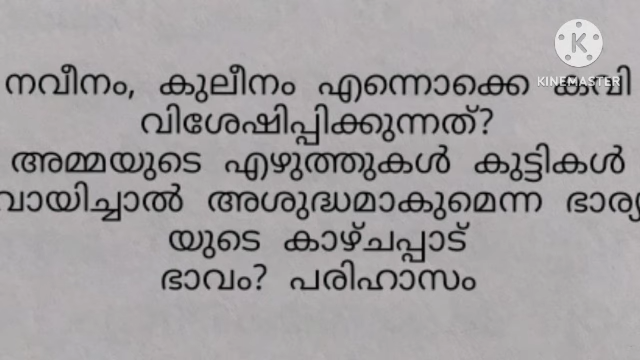 നവീനം, കുലീനം എന്നൊക്കെ കവി
വിശേഷിപ്പിക്കുന്നത്?
അമ്മയുടെ എഴുത്തുകൾ കുട്ടികൾ
വായിച്ചാൽ അശുദ്ധമാകുമെന്ന ഭാര്യ
യുടെ കാഴ്ചപ്പാട്
ഭാവം? പരിഹാസം
KINEMASTER